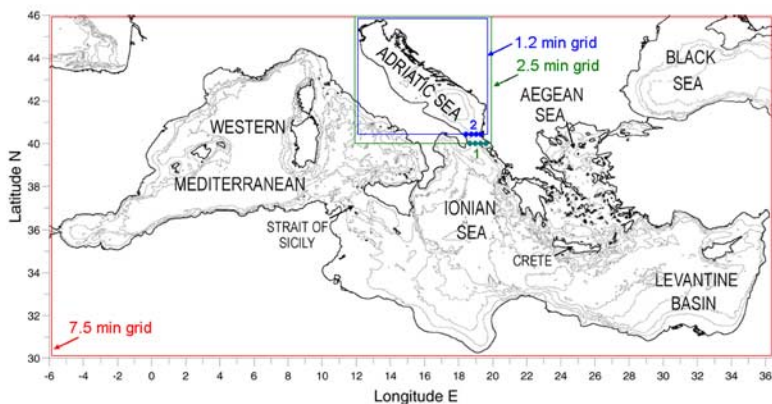 46
44
42
40
38
36
34
32
30
Latitude N
1.2 min grid
2.5 min grid
ADRIATIC SEA
BLACK
SEA
AEGEAN
SEA
WESTERN
MEDITERRANEAN
2
1
STRAIT OF
SICILY
IONIAN
SEA
CRETE
LEVANTINE
BASIN
7.5 min grid
-6 -4 -2 0 2 4 6 8 10 12 14 16 18 20 22 24 26 28 30 32 34 36
Longitude E